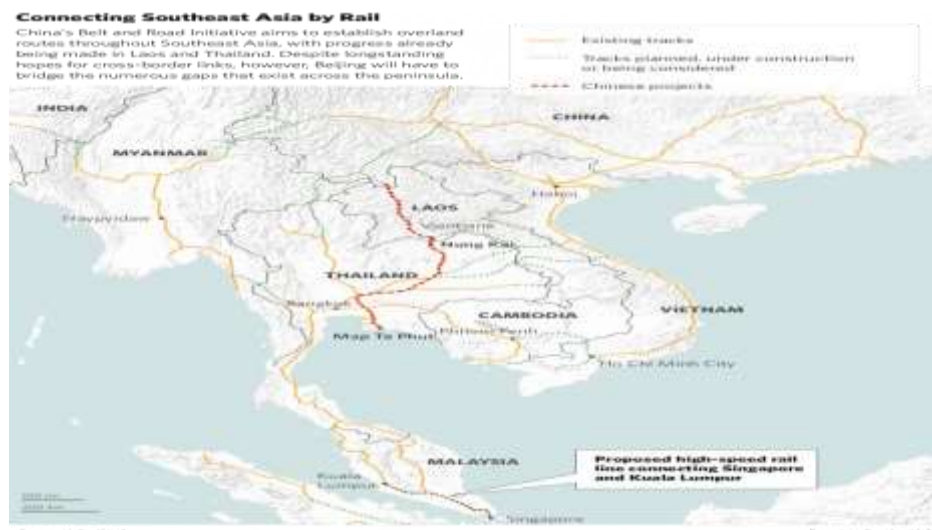 Connecting Southeast Asia by Rail
China's Belt and Road Initiative aims to establish overland
routes throughout Southeast Asia, with progress already
being made in Laos and Thailand. Despite longstanding
hopes for cross-border links, however, Beijing will have to
bridge the numerous gaps that exist across the peninsula.
Existing tracks
Tracks planned, under construction
or being considered
Chinese projects
INDIA
CHINA
MYANMAR
Hanoi
LAOS
Naypyidaw
Vientiane
Nong Kai
THAILAND
Bangkok
CAMBODIA
VIETNAM
Map Ta Phut
Phnom Penh
Ho Chi Minh City
MALAYSIA
Proposed high-speed rail
line connecting Singapore
and Kuala Lumpur
Kuala
Lumpur
Singapore